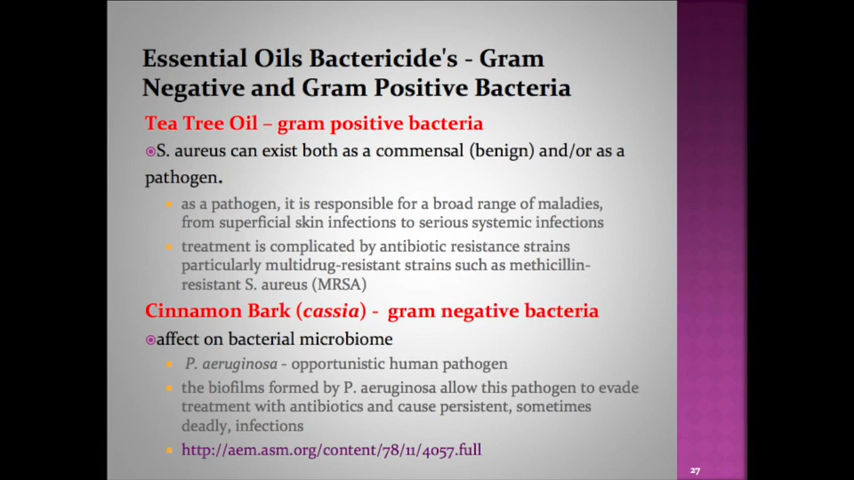 Essential Oils Bactericide's - Gram
Negative and Gram Positive Bacteria
Tea Tree Oil – gram positive bacteria
S. aureus can exist both as a commensal (benign) and/or as a
pathogen.
as a pathogen, it is responsible for a broad range of maladies,
from superficial skin infections to serious systemic infections
treatment is complicated by antibiotic resistance strains
particularly multidrug-resistant strains such as methicillin-
resistant S. aureus (MRSA)
Cinnamon Bark (cassia) - gram negative bacteria
affect on bacterial microbiome
P. aeruginosa - opportunistic human pathogen
the biofilms formed by P. aeruginosa allow this pathogen to evade
treatment with antibiotics and cause persistent, sometimes
deadly, infections
http://aem.asm.org/content/78/11/4057.full
27